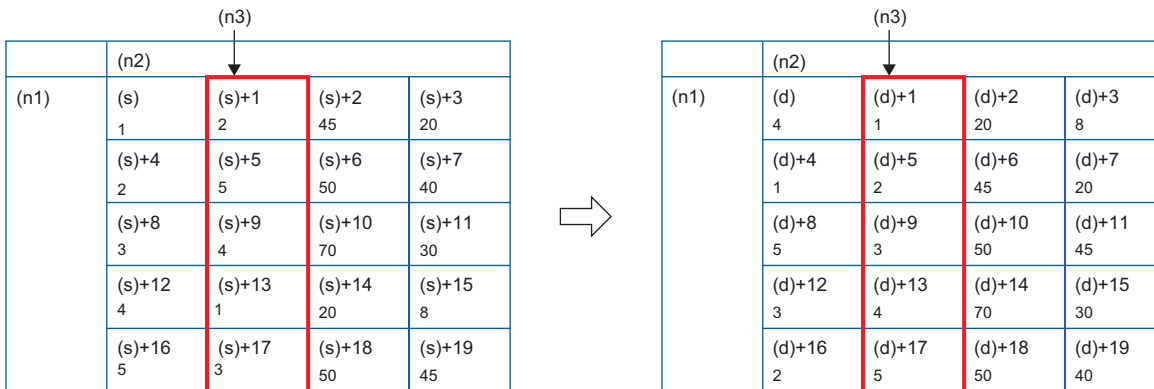 (n3) (n3)
(n2) (n2)
(n1) (s) (s)+1 (s)+2 (s)+3 (n1) (d) (d)+1 (d)+2 (d)+3
1 2 45 20 4 1 20 8
(s)+4 (s)+5 (s)+6 (s)+7 (d)+4 (d)+5 (d)+6 (d)+7
2 5 50 40 1 2 45 20
(s)+8 (s)+9 (s)+10 (s)+11 (d)+8 (d)+9 (d)+10 (d)+11
3 4 70 30 5 3 50 45
(s)+12 (s)+13 (s)+14 (s)+15 (d)+12 (d)+13 (d)+14 (d)+15
4 1 20 8 3 4 70 30
(s)+16 (s)+17 (s)+18 (s)+19 (d)+16 (d)+17 (d)+18 (d)+19
5 3 50 45 2 5 50 40